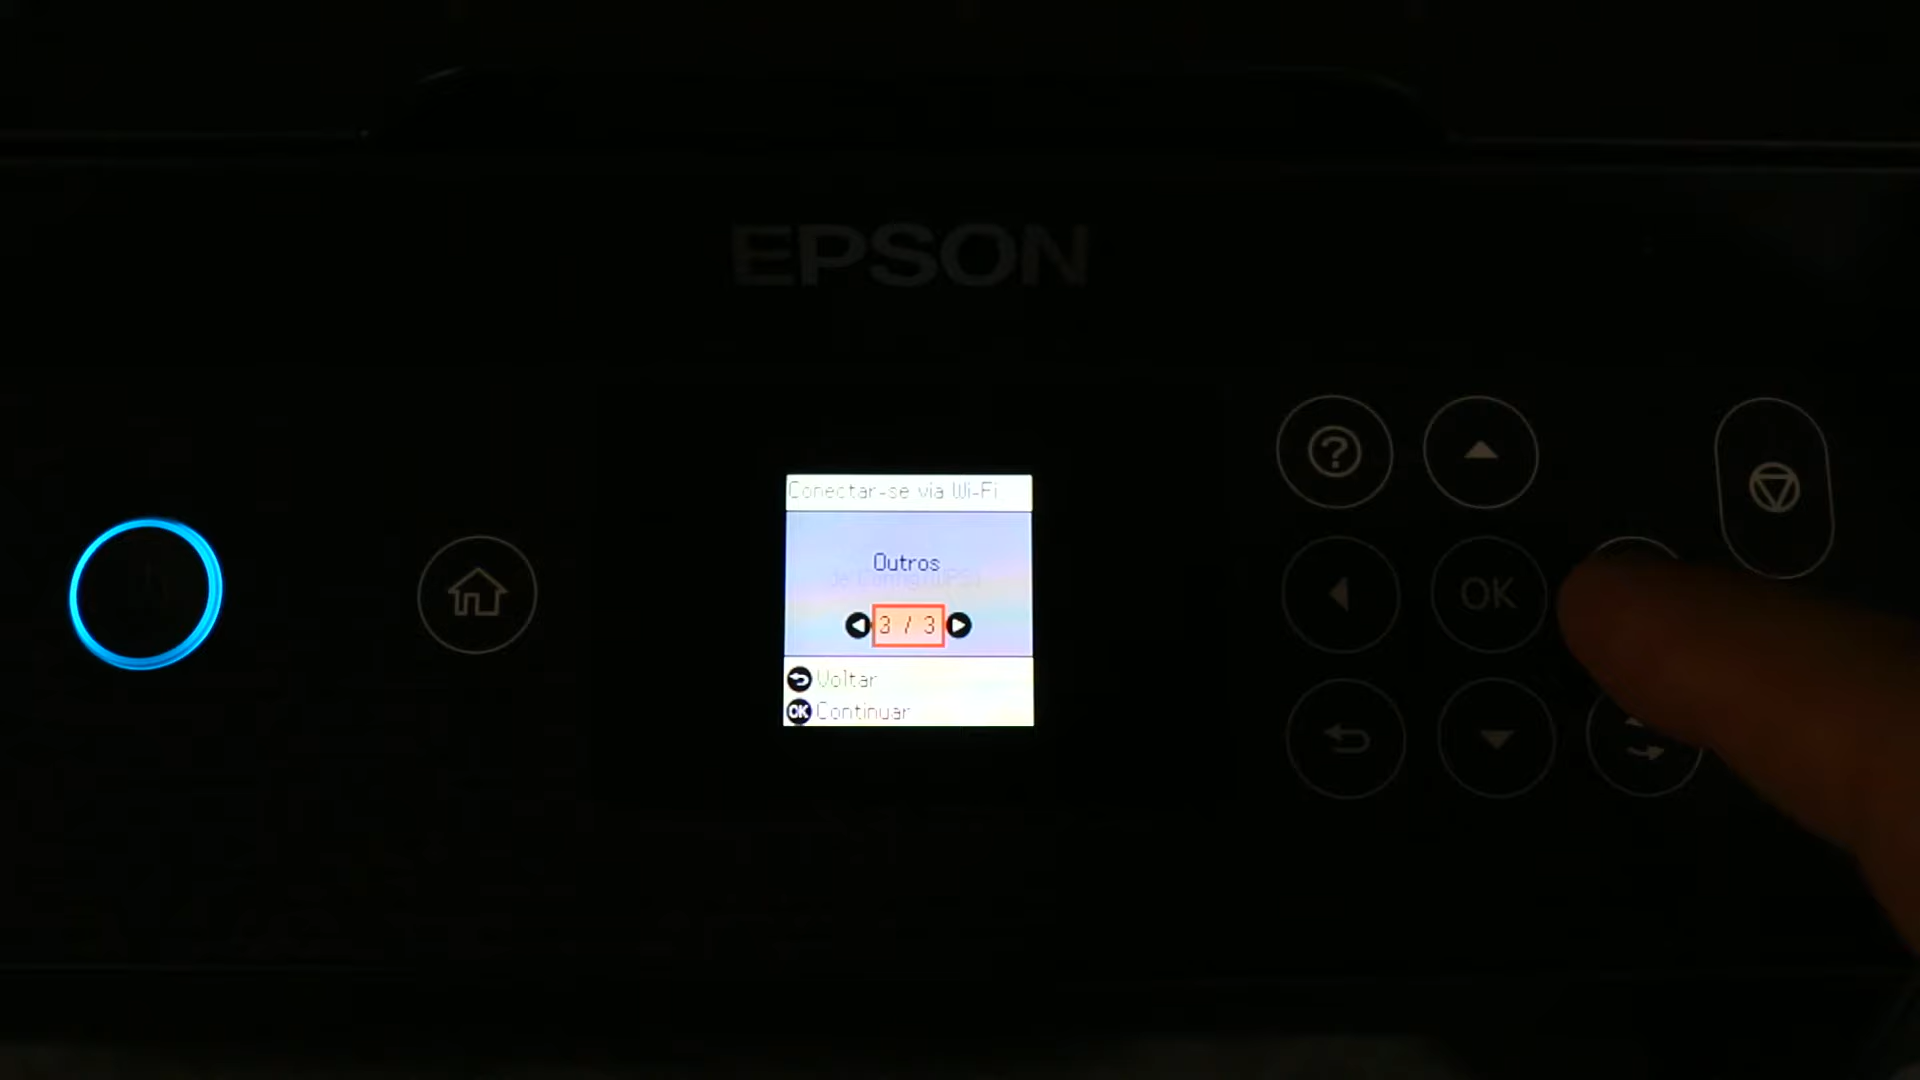 EPSON
Conectar-se via Wi-Fi
Outros
3 / 3
Voltar
OK Continuar
OK